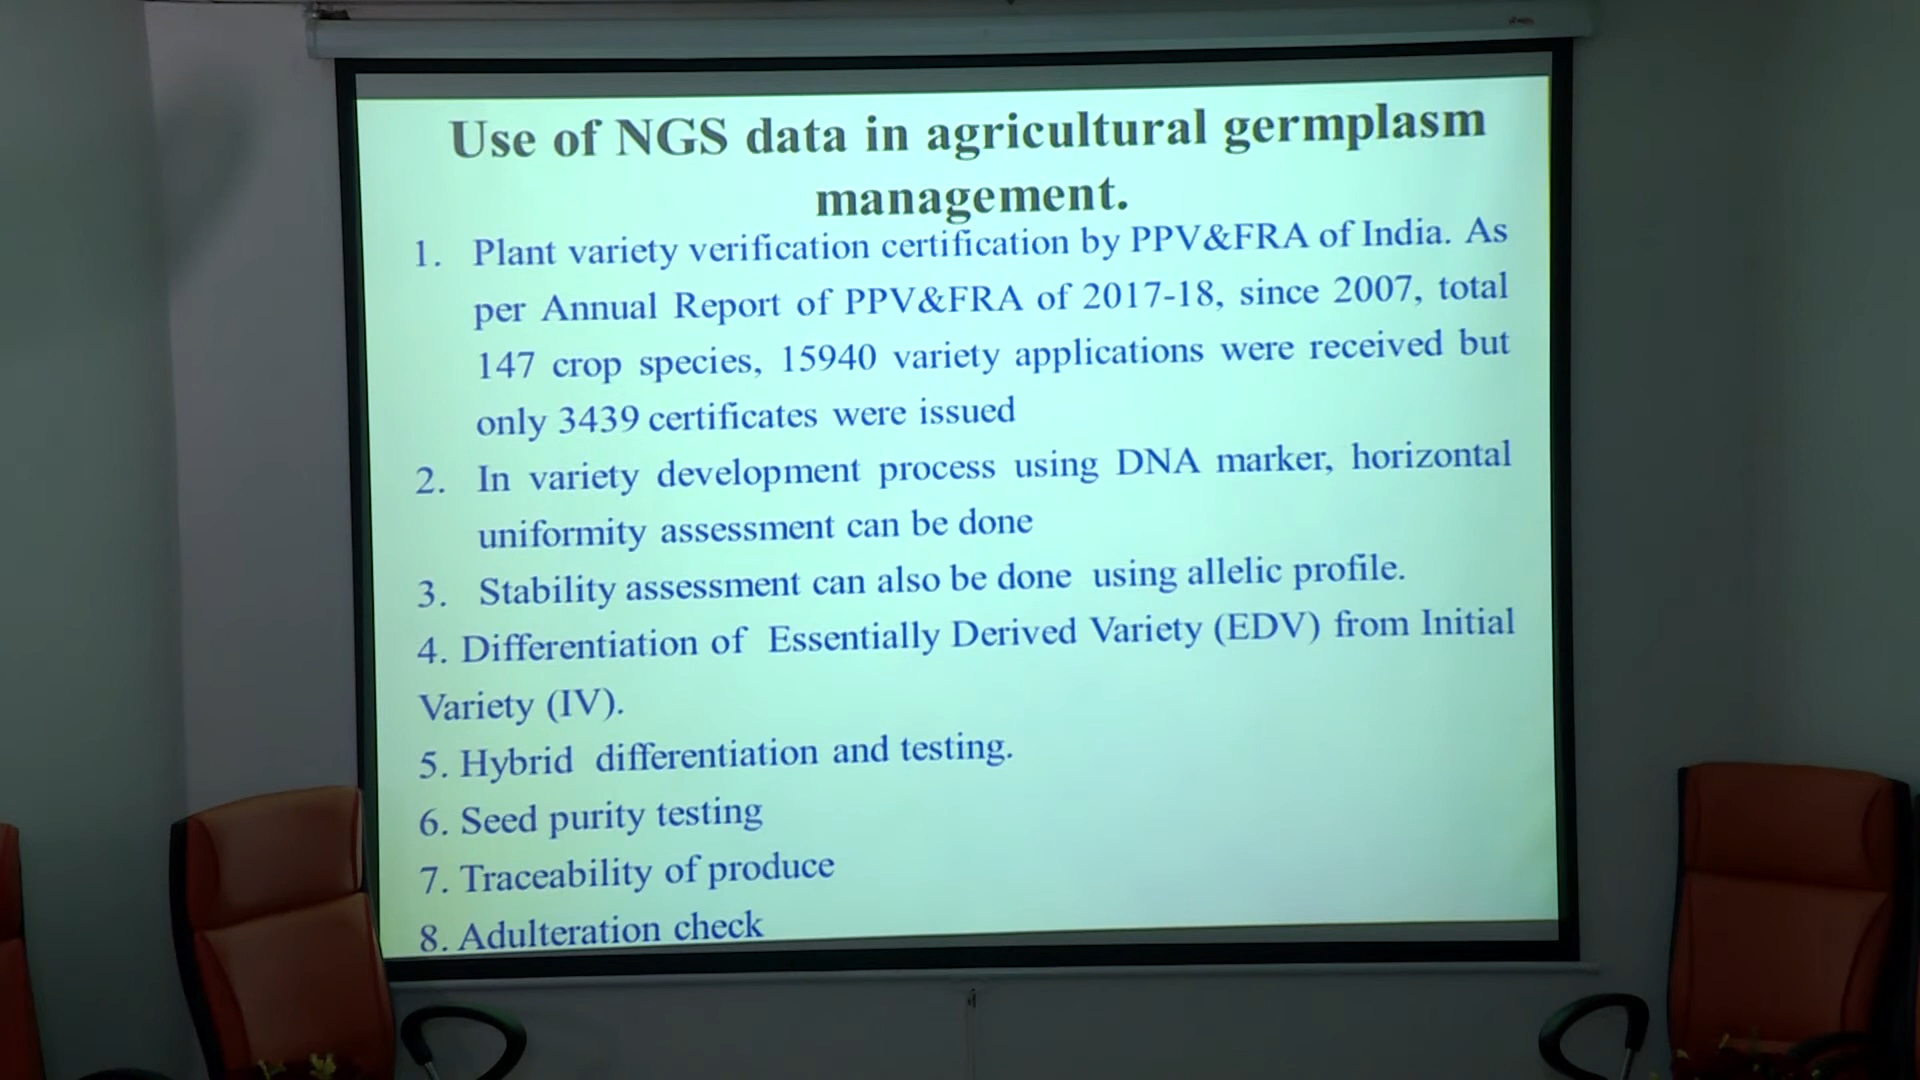 Use of NGS data in agricultural germplasm
management.
1. Plant variety verification certification by PPV&FRA of India. As
per Annual Report of PPV&FRA of 2017-18, since 2007, total
147 crop species, 15940 variety applications were received but
only 3439 certificates were issued
2. In variety development process using DNA marker, horizontal
uniformity assessment can be done
3. Stability assessment can also be done using allelic profile.
4. Differentiation of Essentially Derived Variety (EDV) from Initial
Variety (IV).
5. Hybrid differentiation and testing.
6. Seed purity testing
7. Traceability of produce
8. Adulteration check